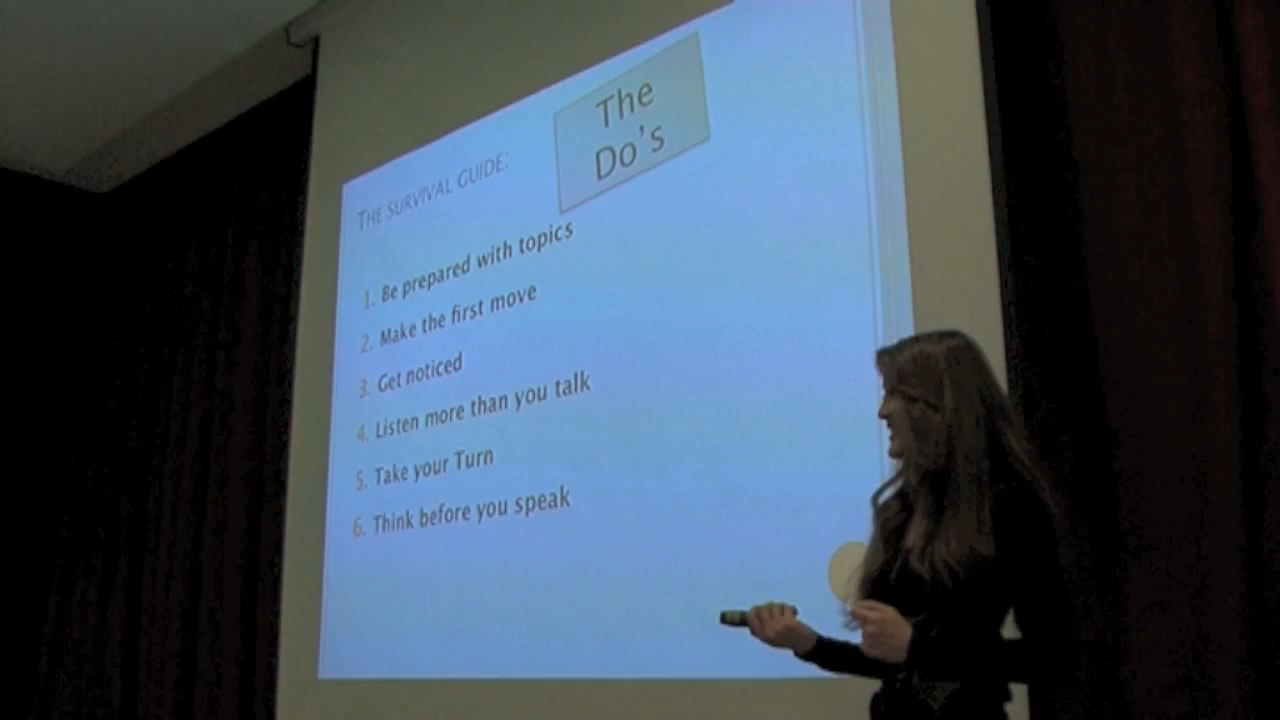 The
Do's
THE SURVIVAL GUIDE:
1. Be prepared with topics
2. Make the first move
3. Get noticed
4. Listen more than you talk
5. Take your Turn
6. Think before you speak